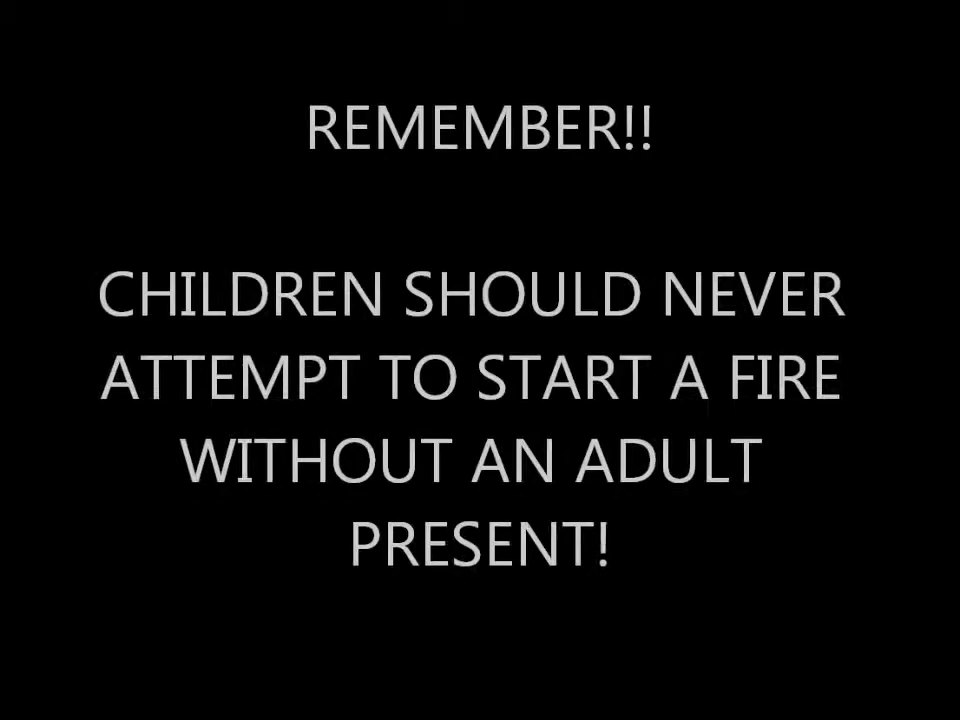 REMEMBER!!
CHILDREN SHOULD NEVER
ATTEMPT TO START A FIRE
WITHOUT AN ADULT
PRESENT!